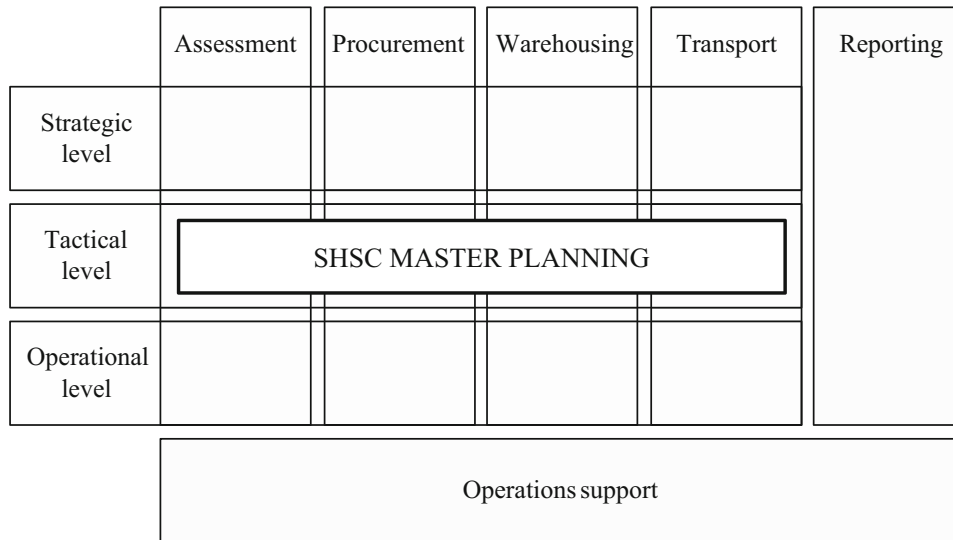 Assessment
Procurement
Warehousing
Transport
Reporting
Strategic
level
Tactical
level
SHSC MASTER PLANNING
Operational
level
Operations support